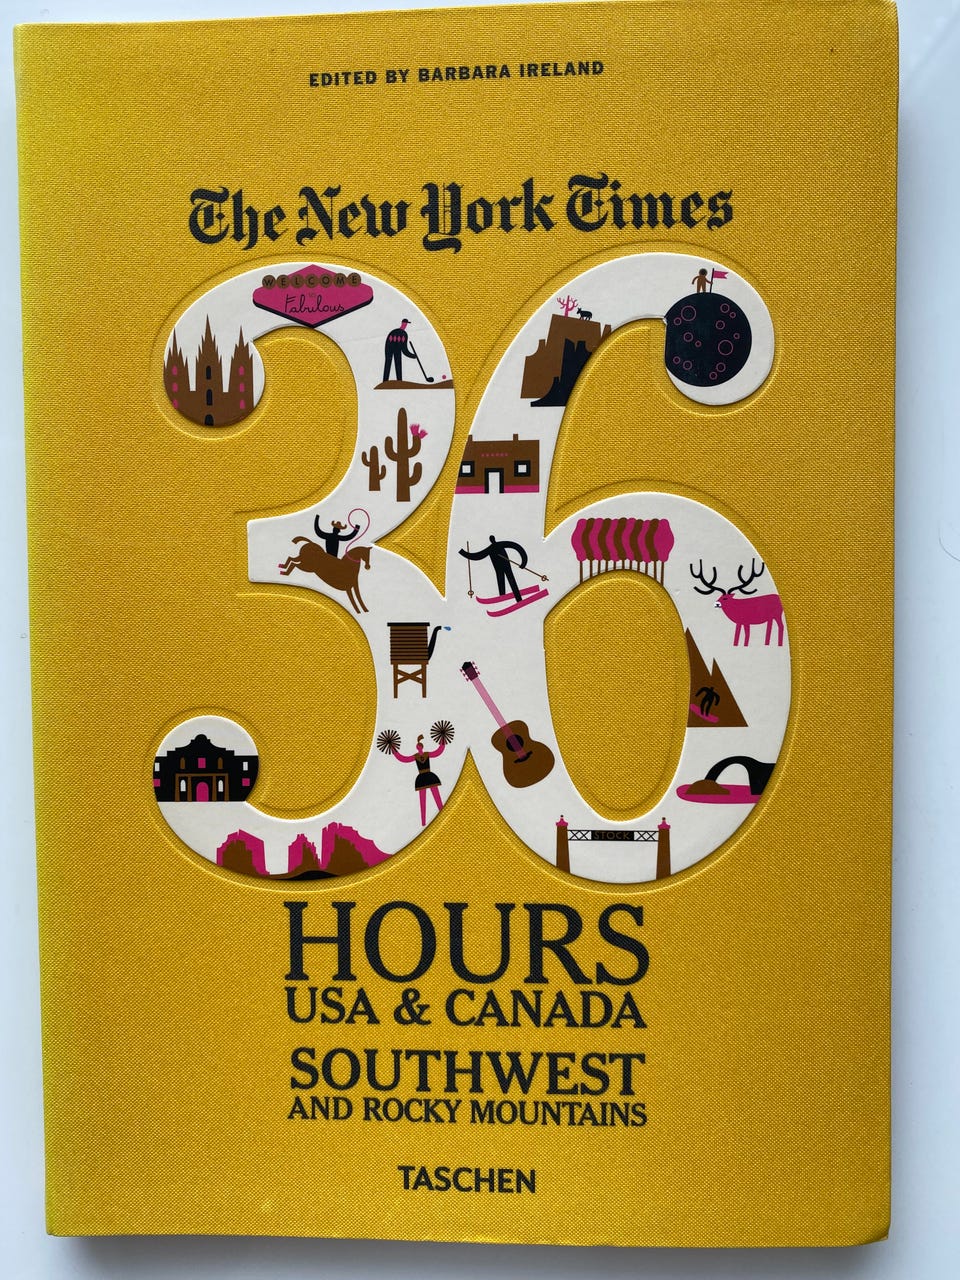 EDITED BY BARBARA IRELAND
The New York Times
36
WELCOME
Fabulous
STOCK
HOURS
USA & CANADA
SOUTHWEST
AND ROCKY MOUNTAINS
TASCHEN